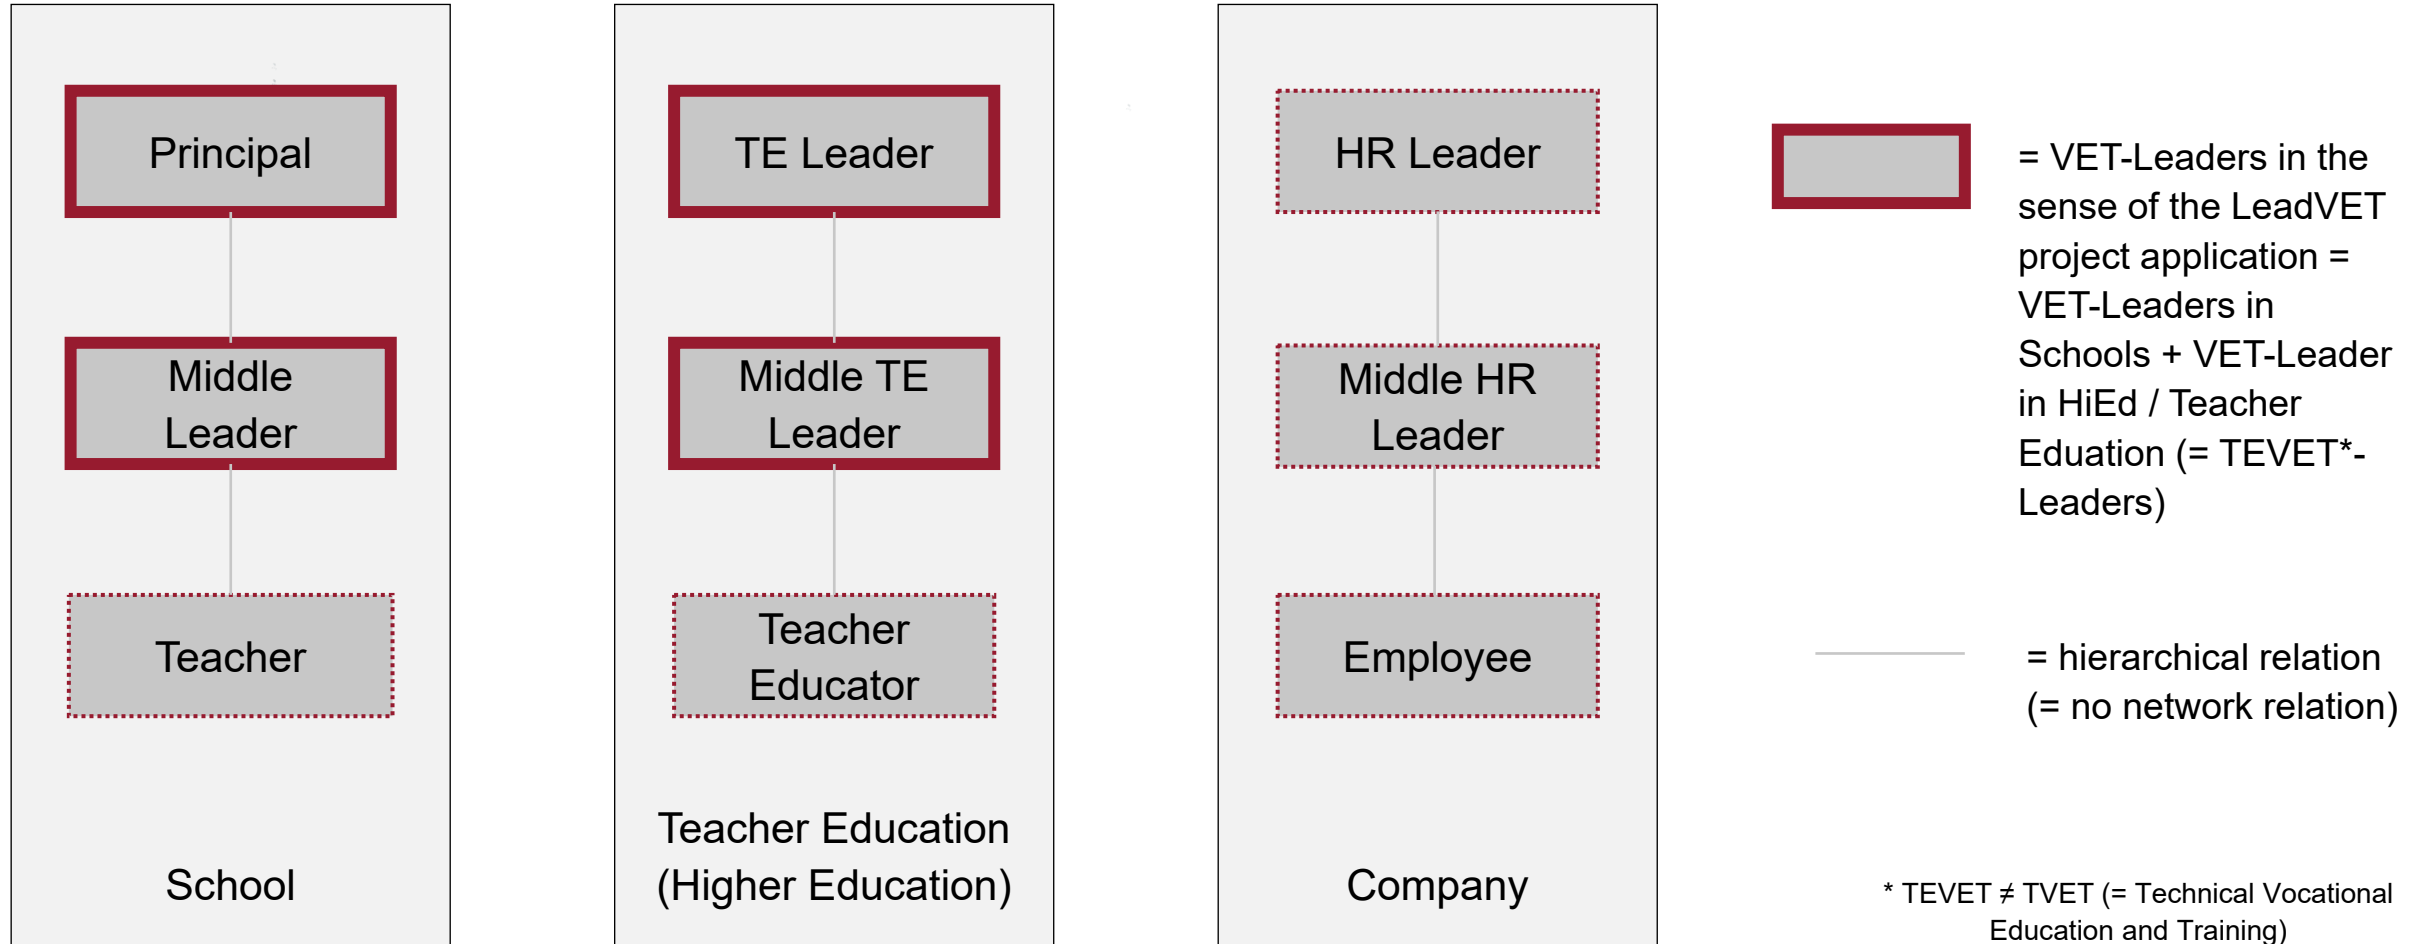 Principal
Middle
Leader
Teacher
School
TE Leader
Middle TE
Leader
Teacher
Educator
Teacher Education
(Higher Education)
HR Leader
Middle HR
Leader
Employee
Company
= VET-Leaders in the
sense of the LeadVET
project application =
VET-Leaders in
Schools + VET-Leader
in HiEd / Teacher
Eduation (= TEVET*-
Leaders)
= hierarchical relation
(= no network relation)
* TEVET ≠ TVET (= Technical Vocational
Education and Training)